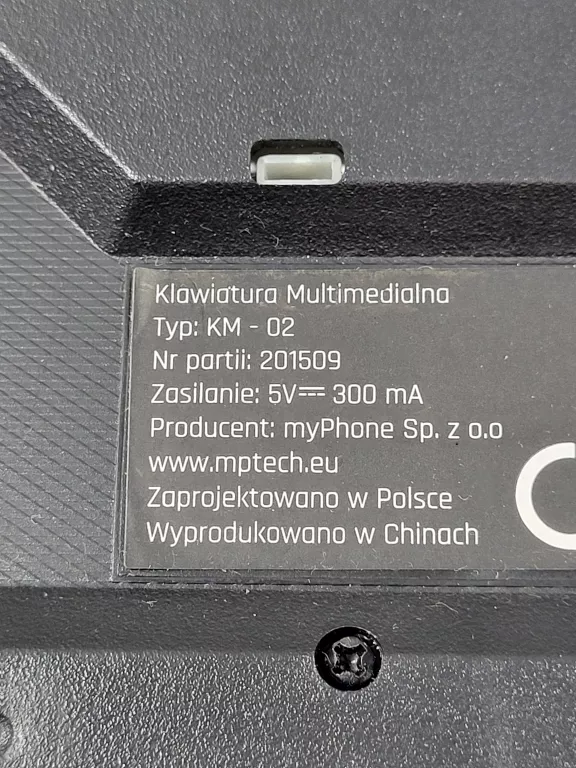 Klawiatura Multimedialna
Typ: KM - 02
Nr partii: 201509
Zasilanie: 5V⎓ 300 mA
Producent: myPhone Sp. z o.o
www.mptech.eu
Zaprojektowano w Polsce
Wyprodukowano w Chinach